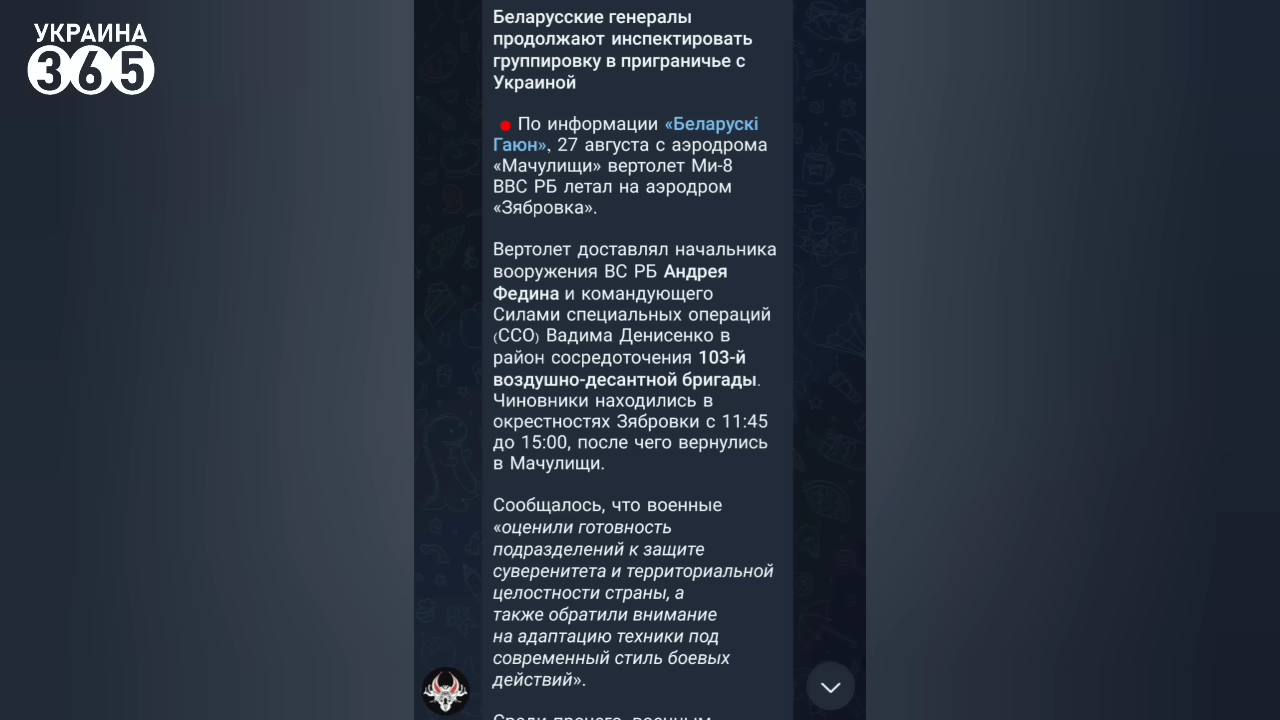 УКРАИНА
365
Беларусские генералы
продолжают инспектировать
группировку в приграничье с
Украиной
По информации «Беларускі
Гаюн», 27 августа с аэродрома
«Мачулищи» вертолет Ми-8
ВВС РБ летал на аэродром
«Зябровка».
Вертолет доставлял начальника
вооружения ВС РБ Андрея
Федина и командующего
Силами специальных операций
(ССО) Вадима Денисенко в
район сосредоточения 103-й
воздушно-десантной бригады.
Чиновники находились в
окрестностях Зябровки с 11:45
до 15:00, после чего вернулись
в Мачулищи.
Сообщалось, что военные
«оценили готовность
подразделений к защите
суверенитета и территориальной
целостности страны, а
также обратили внимание
на адаптацию техники под
современный стиль боевых
действий».
Среди прочего, военным